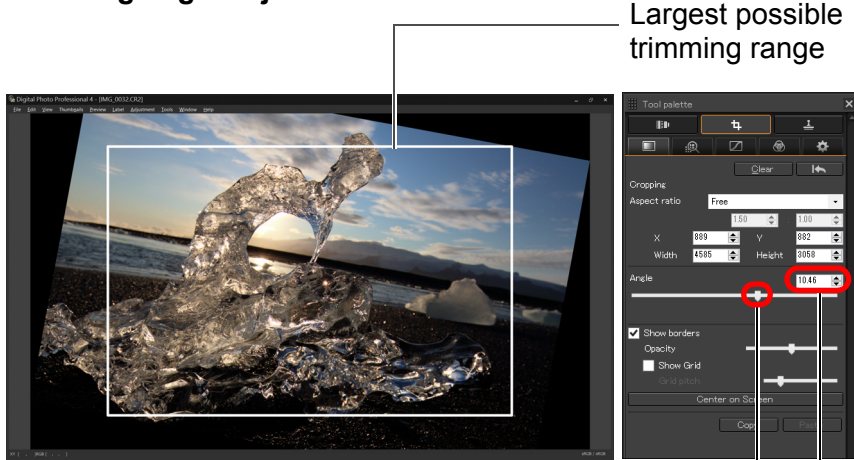 Largest possible
trimming range
Digital Photo Professional 4 - [IMG_0032.CR2]
File Edit View Thumbnails Preview Label Adjustment Tools Window Help
Tool palette
Clear
Cropping
Aspect ratio Free
1.50 1.00
X 889 Y 882
Width 4585 Height 3058
Angle 10.46
Show borders
Opacity
Show Grid
Grid pitch
Center on Screen
Copy Paste